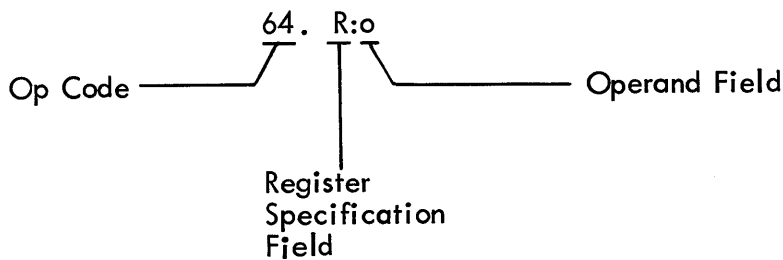 64. R:o
Op Code
Operand Field
Register
Specification
Field